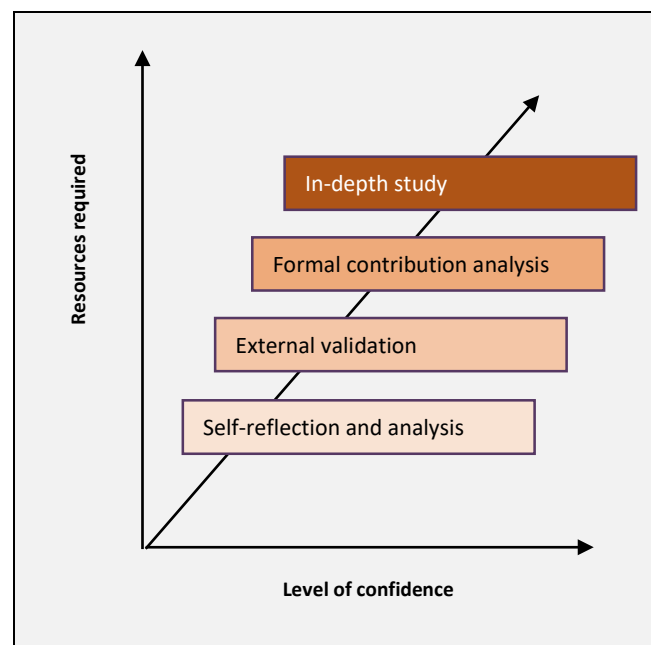 Resources required
In-depth study
Formal contribution analysis
External validation
Self-reflection and analysis
Level of confidence